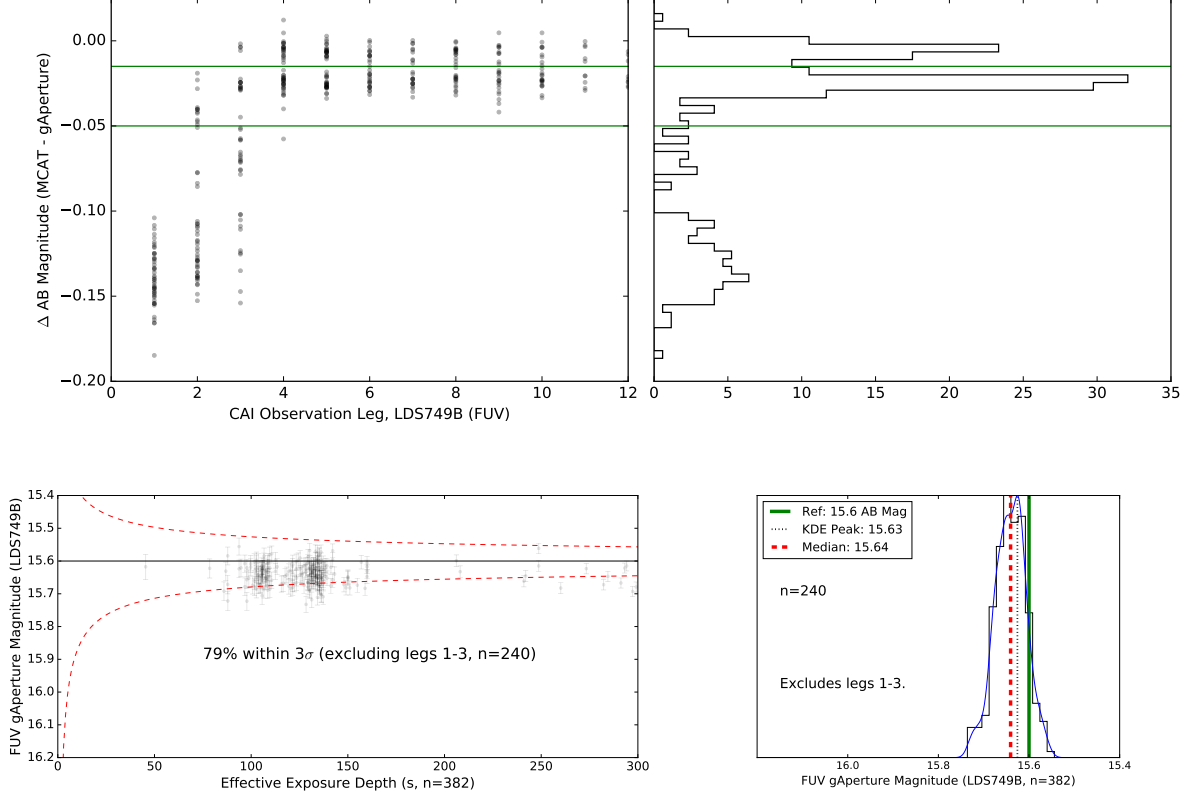 Δ AB Magnitude (MCAT - gAperture)
0.00
−0.05
−0.10
−0.15
−0.20
0 2 4 6 8 10 12
CAI Observation Leg, LDS749B (FUV)
0 5 10 15 20 25 30 35
FUV gAperture Magnitude (LDS749B)
15.4
15.5
15.6
15.7
15.8
15.9
16.0
16.1
16.2
79% within 3σ (excluding legs 1-3, n=240)
0 50 100 150 200 250 300
Effective Exposure Depth (s, n=382)
Ref: 15.6 AB Mag
KDE Peak: 15.63
Median: 15.64
n=240
Excludes legs 1-3.
16.0 15.8 15.6 15.4
FUV gAperture Magnitude (LDS749B, n=382)